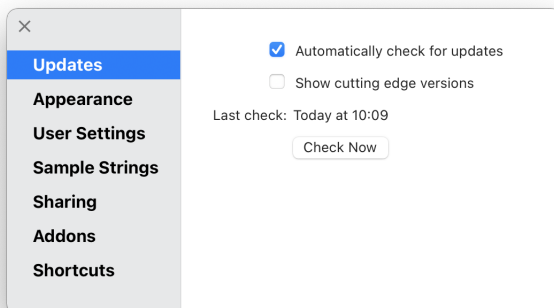 Updates
Appearance
User Settings
Sample Strings
Sharing
Addons
Shortcuts
Automatically check for updates
Show cutting edge versions
Last check: Today at 10:09
Check Now